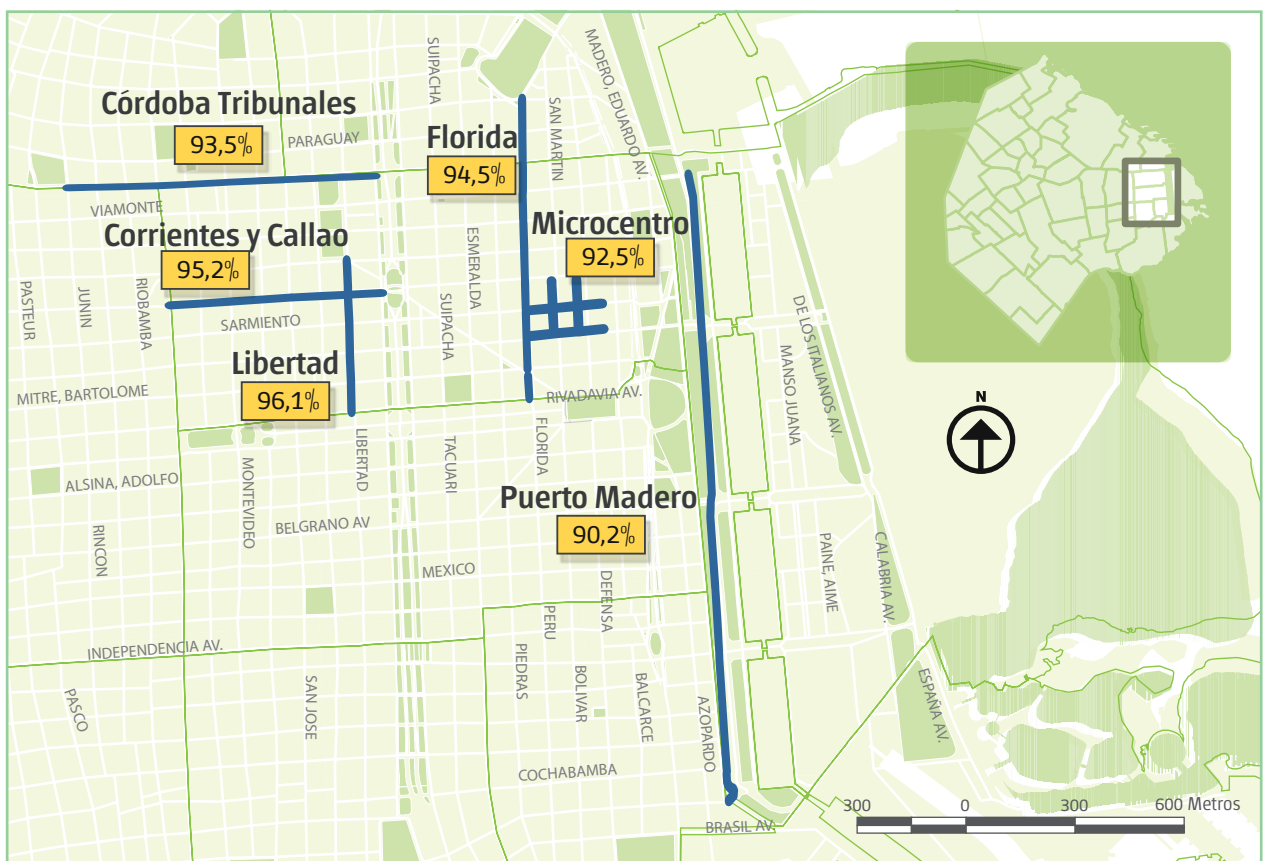 SUIPACHA
MADERO, EDUARDO AV.
Córdoba Tribunales
93,5%
PARAGUAY
Florida
94,5%
SAN MARTIN
VIAMONTE
Corrientes y Callao
95,2%
ESMERALDA
Microcentro
92,5%
PASTEUR
JUNIN
RIOBAMBA
SARMIENTO
SUIPACHA
DE LOS ITALIANOS AV.
MANSO JUANA
Libertad
96,1%
MITRE, BARTOLOME
RIVADAVIA AV.
N
LIBERTAD
TACUARI
FLORIDA
ALSINA, ADOLFO
MONTEVIDEO
Puerto Madero
90,2%
RINCON
BELGRANO AV
PAINE, AIME
CALABRIA AV.
MEXICO
DEFENSA
PERU
INDEPENDENCIA AV.
PIEDRAS
BOLIVAR
BALCARCE
AZOPARDO
ESPAÑA AV.
PASCO
SAN JOSE
COCHABAMBA
BRASIL AV.
300 0 300 600 Metros